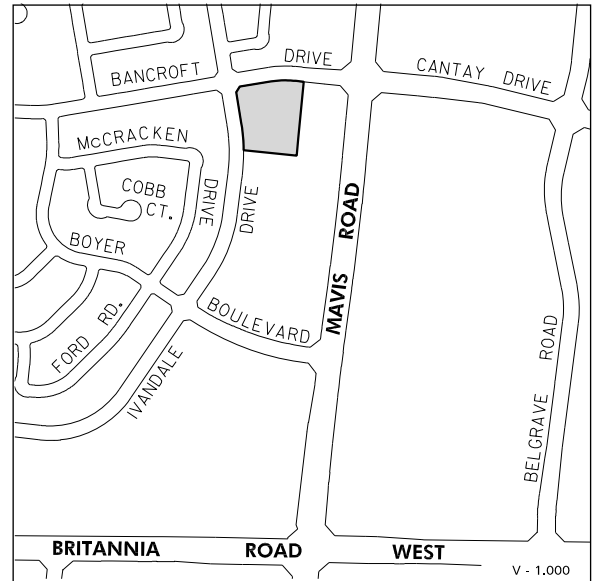 DRIVE
BANCROFT
CANTAY DRIVE
McCRACKEN
COBB
CT.
DRIVE
DRIVE
MAVIS ROAD
BOYER
BOULEVARD
FORD RD.
IVANDALE
BELGRAVE ROAD
BRITANNIA ROAD WEST
V - 1.000